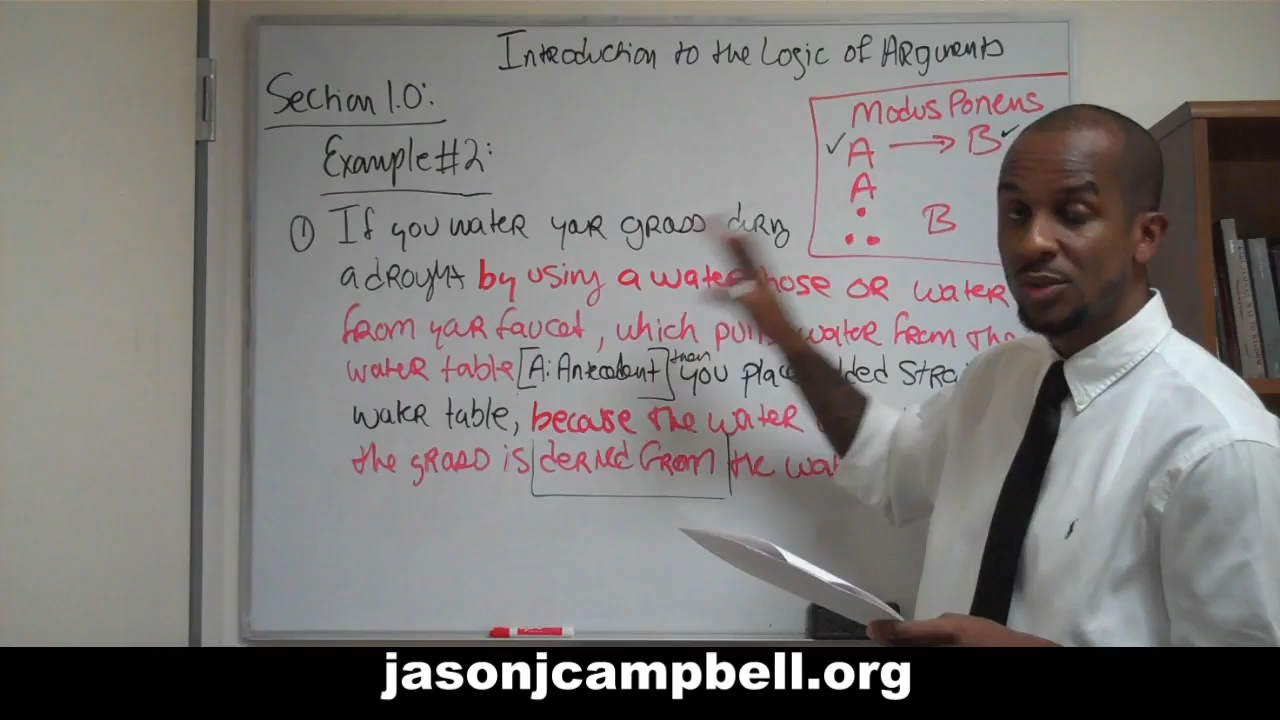 Introduction to the Logic of Arguments
Section 1.0:
Example #2:
Modus Ponens
✓ A → B ✓
A
∴ B
① If you water your grass during
a drought by using a water hose or water
from your faucet, which pulls water from the
water table [A: Antecedent] then you place added
water table, because the water
the grass is derived from the
jasonjcampbell.org